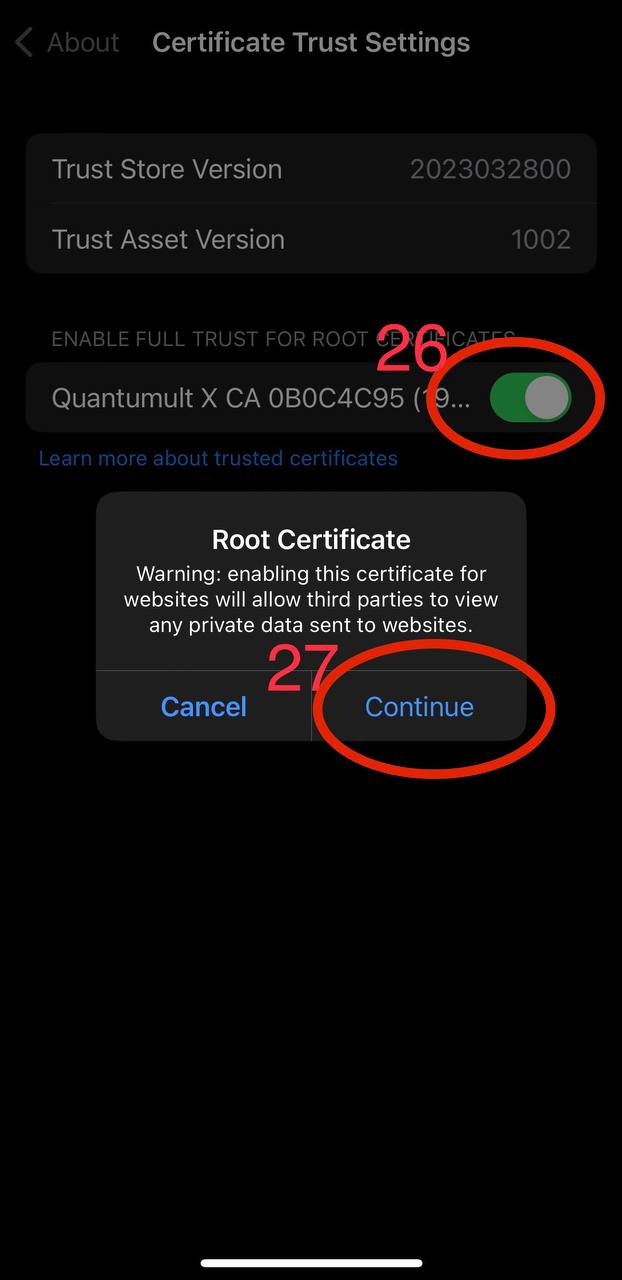 About
Certificate Trust Settings
Trust Store Version 2023032800
Trust Asset Version 1002
ENABLE FULL TRUST FOR ROOT CERTIFICATES
26
Quantumult X CA 0B0C4C95 (19...
Learn more about trusted certificates
Root Certificate
Warning: enabling this certificate for
websites will allow third parties to view
any private data sent to websites.
27
Cancel
Continue